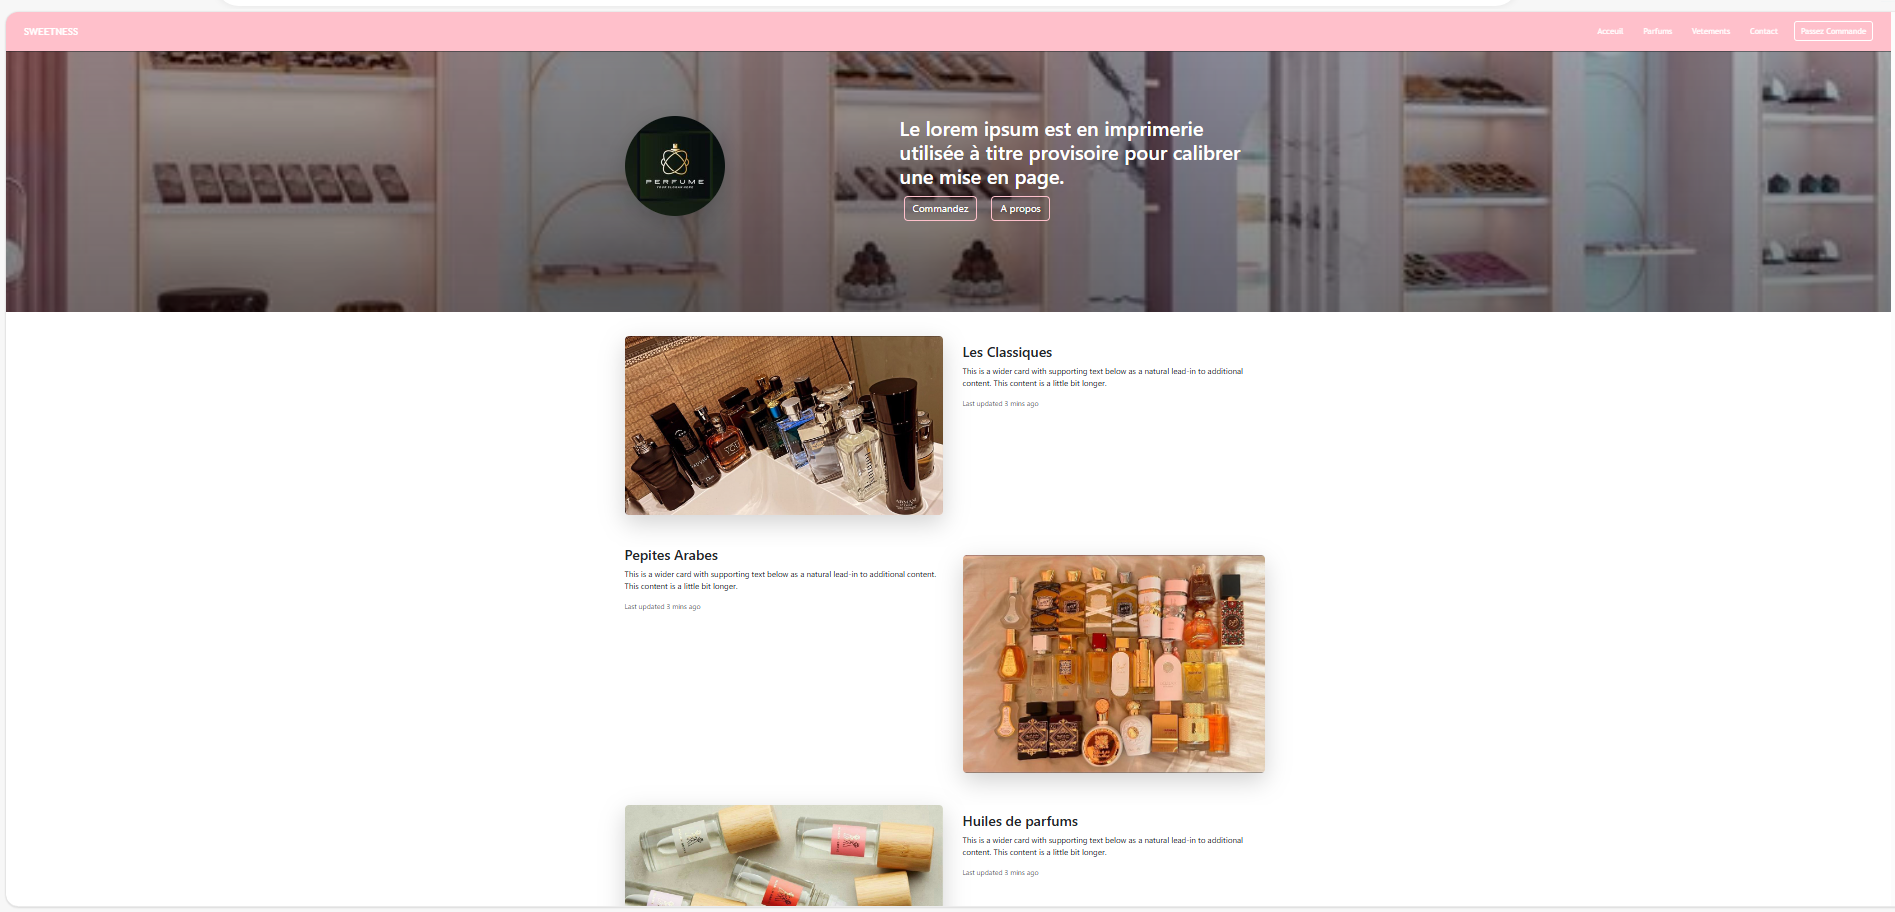 SWEETNESS
Acceuil Parfums Vetements Contact Passez Commande
PERFUME
Le lorem ipsum est en imprimerie
utilisée à titre provisoire pour calibrer
une mise en page.
Commandez A propos
Les Classiques
This is a wider card with supporting text below as a natural lead-in to additional
content. This content is a little bit longer.
Last updated 3 mins ago
YOU
Pepites Arabes
This is a wider card with supporting text below as a natural lead-in to additional content.
This content is a little bit longer.
Last updated 3 mins ago
Huiles de parfums
This is a wider card with supporting text below as a natural lead-in to additional
content. This content is a little bit longer.
Last updated 3 mins ago